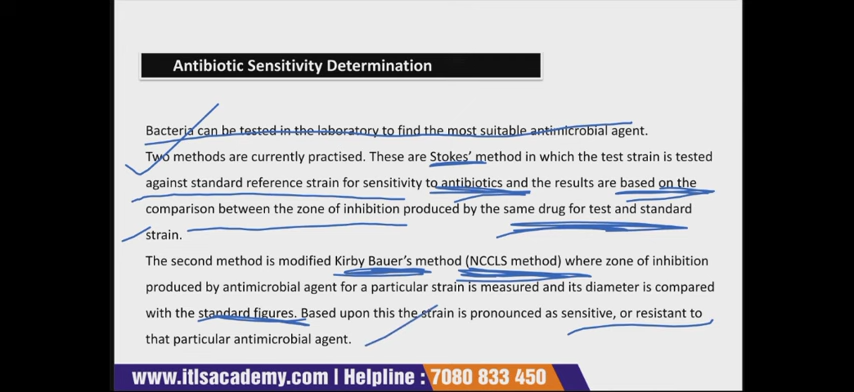 Antibiotic Sensitivity Determination
Bacteria can be tested in the laboratory to find the most suitable antimicrobial agent.
Two methods are currently practised. These are Stokes' method in which the test strain is tested
against standard reference strain for sensitivity to antibiotics and the results are based on the
comparison between the zone of inhibition produced by the same drug for test and standard
strain.
The second method is modified Kirby Bauer's method (NCCLS method) where zone of inhibition
produced by antimicrobial agent for a particular strain is measured and its diameter is compared
with the standard figures. Based upon this the strain is pronounced as sensitive, or resistant to
that particular antimicrobial agent.
www.itlsacademy.com | Helpline : 7080 833 450